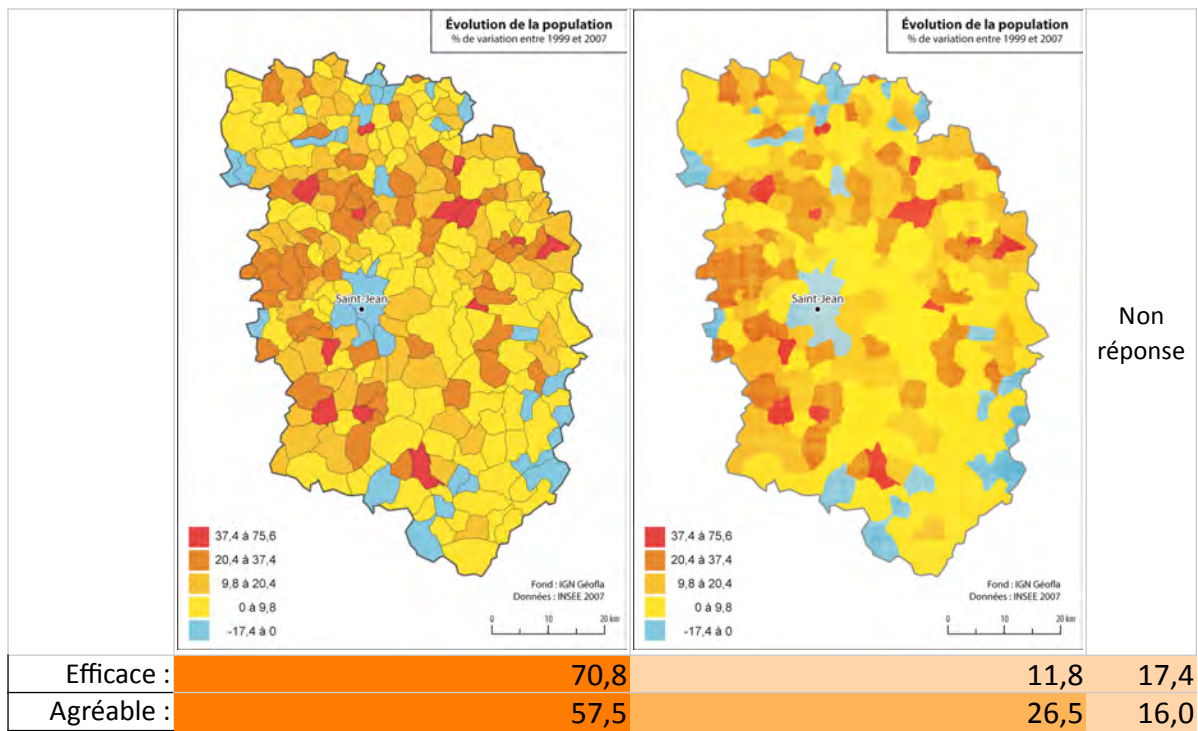 Évolution de la population
% de variation entre 1999 et 2007
Saint-Jean
37,4 à 75,6
20,4 à 37,4
9,8 à 20,4
0 à 9,8
-17,4 à 0
Fond : IGN Géofla
Données : INSEE 2007
0 10 20 km
Évolution de la population
% de variation entre 1999 et 2007
Saint-Jean
37,4 à 75,6
20,4 à 37,4
9,8 à 20,4
0 à 9,8
-17,4 à 0
Fond : IGN Géofla
Données : INSEE 2007
0 10 20 km
Non
réponse
Efficace : 70,8 11,8 17,4
Agréable : 57,5 26,5 16,0